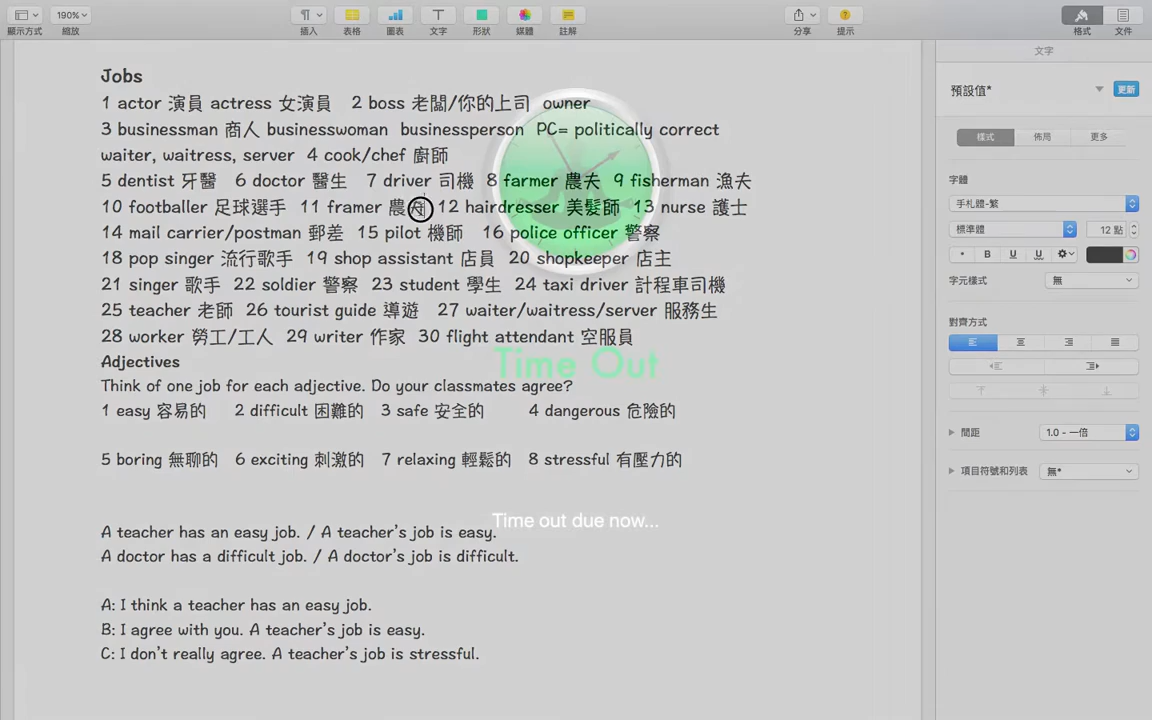 190%
顯示方式
縮放
插入
表格
圖表
文字
形狀
媒體
註解
分享
提示
格式
文件
文字
預設值*
更新
樣式
佈局
更多
字體
手札體-繁
標準體
12 點
B U U
字元樣式
無
對齊方式
間距
1.0 - 一倍
項目符號和列表
無*
Jobs
1 actor 演員 actress 女演員 2 boss 老闆/你的上司 owner
3 businessman 商人 businesswoman businessperson PC= politically correct
waiter, waitress, server 4 cook/chef 廚師
5 dentist 牙醫 6 doctor 醫生 7 driver 司機 8 farmer 農夫 9 fisherman 漁夫
10 footballer 足球選手 11 framer 農夫 12 hairdresser 美髮師 13 nurse 護士
14 mail carrier/postman 郵差 15 pilot 機師 16 police officer 警察
18 pop singer 流行歌手 19 shop assistant 店員 20 shopkeeper 店主
21 singer 歌手 22 soldier 警察 23 student 學生 24 taxi driver 計程車司機
25 teacher 老師 26 tourist guide 導遊 27 waiter/waitress/server 服務生
28 worker 勞工/工人 29 writer 作家 30 flight attendant 空服員
Adjectives
Time Out
Think of one job for each adjective. Do your classmates agree?
1 easy 容易的 2 difficult 困難的 3 safe 安全的 4 dangerous 危險的
5 boring 無聊的 6 exciting 刺激的 7 relaxing 輕鬆的 8 stressful 有壓力的
Time out due now...
A teacher has an easy job. / A teacher's job is easy.
A doctor has a difficult job. / A doctor's job is difficult.
A: I think a teacher has an easy job.
B: I agree with you. A teacher's job is easy.
C: I don't really agree. A teacher's job is stressful.